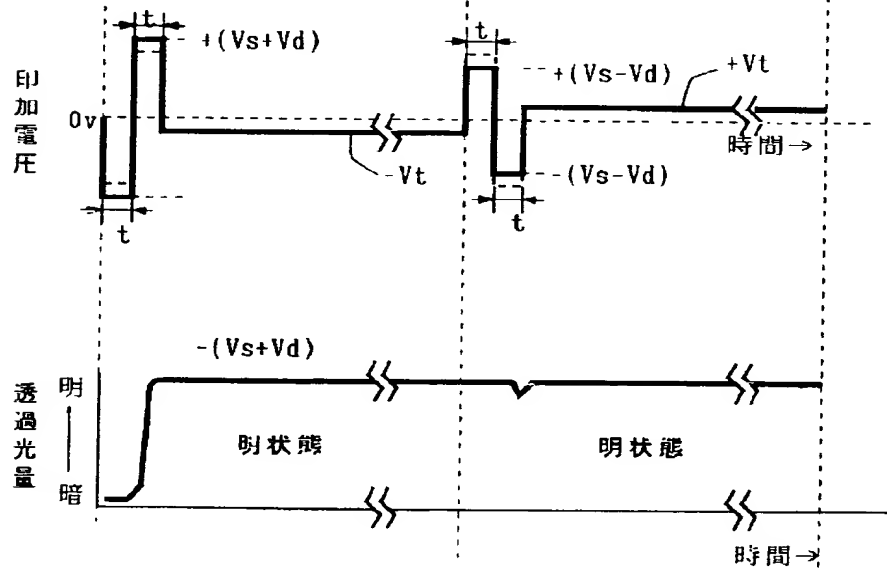 t
+(Vs+Vd)
t
+(Vs-Vd)
+Vt
印加電圧
0v
時間→
-Vt
-(Vs-Vd)
t
t
-(Vs+Vd)
透過光量
明
暗
明状態
明状態
時間→